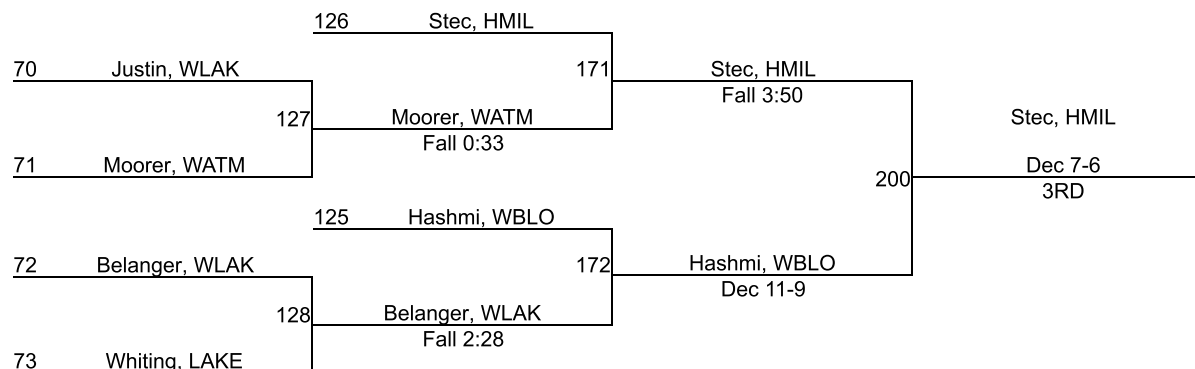 126 Stec, HMIL
70 Justin, WLAK
171 Stec, HMIL
Fall 3:50
127 Moorer, WATM
Fall 0:33
Stec, HMIL
71 Moorer, WATM
Dec 7-6
200
3RD
125 Hashmi, WBLO
72 Belanger, WLAK
172 Hashmi, WBLO
Dec 11-9
128 Belanger, WLAK
Fall 2:28
73 Whiting, LAKE